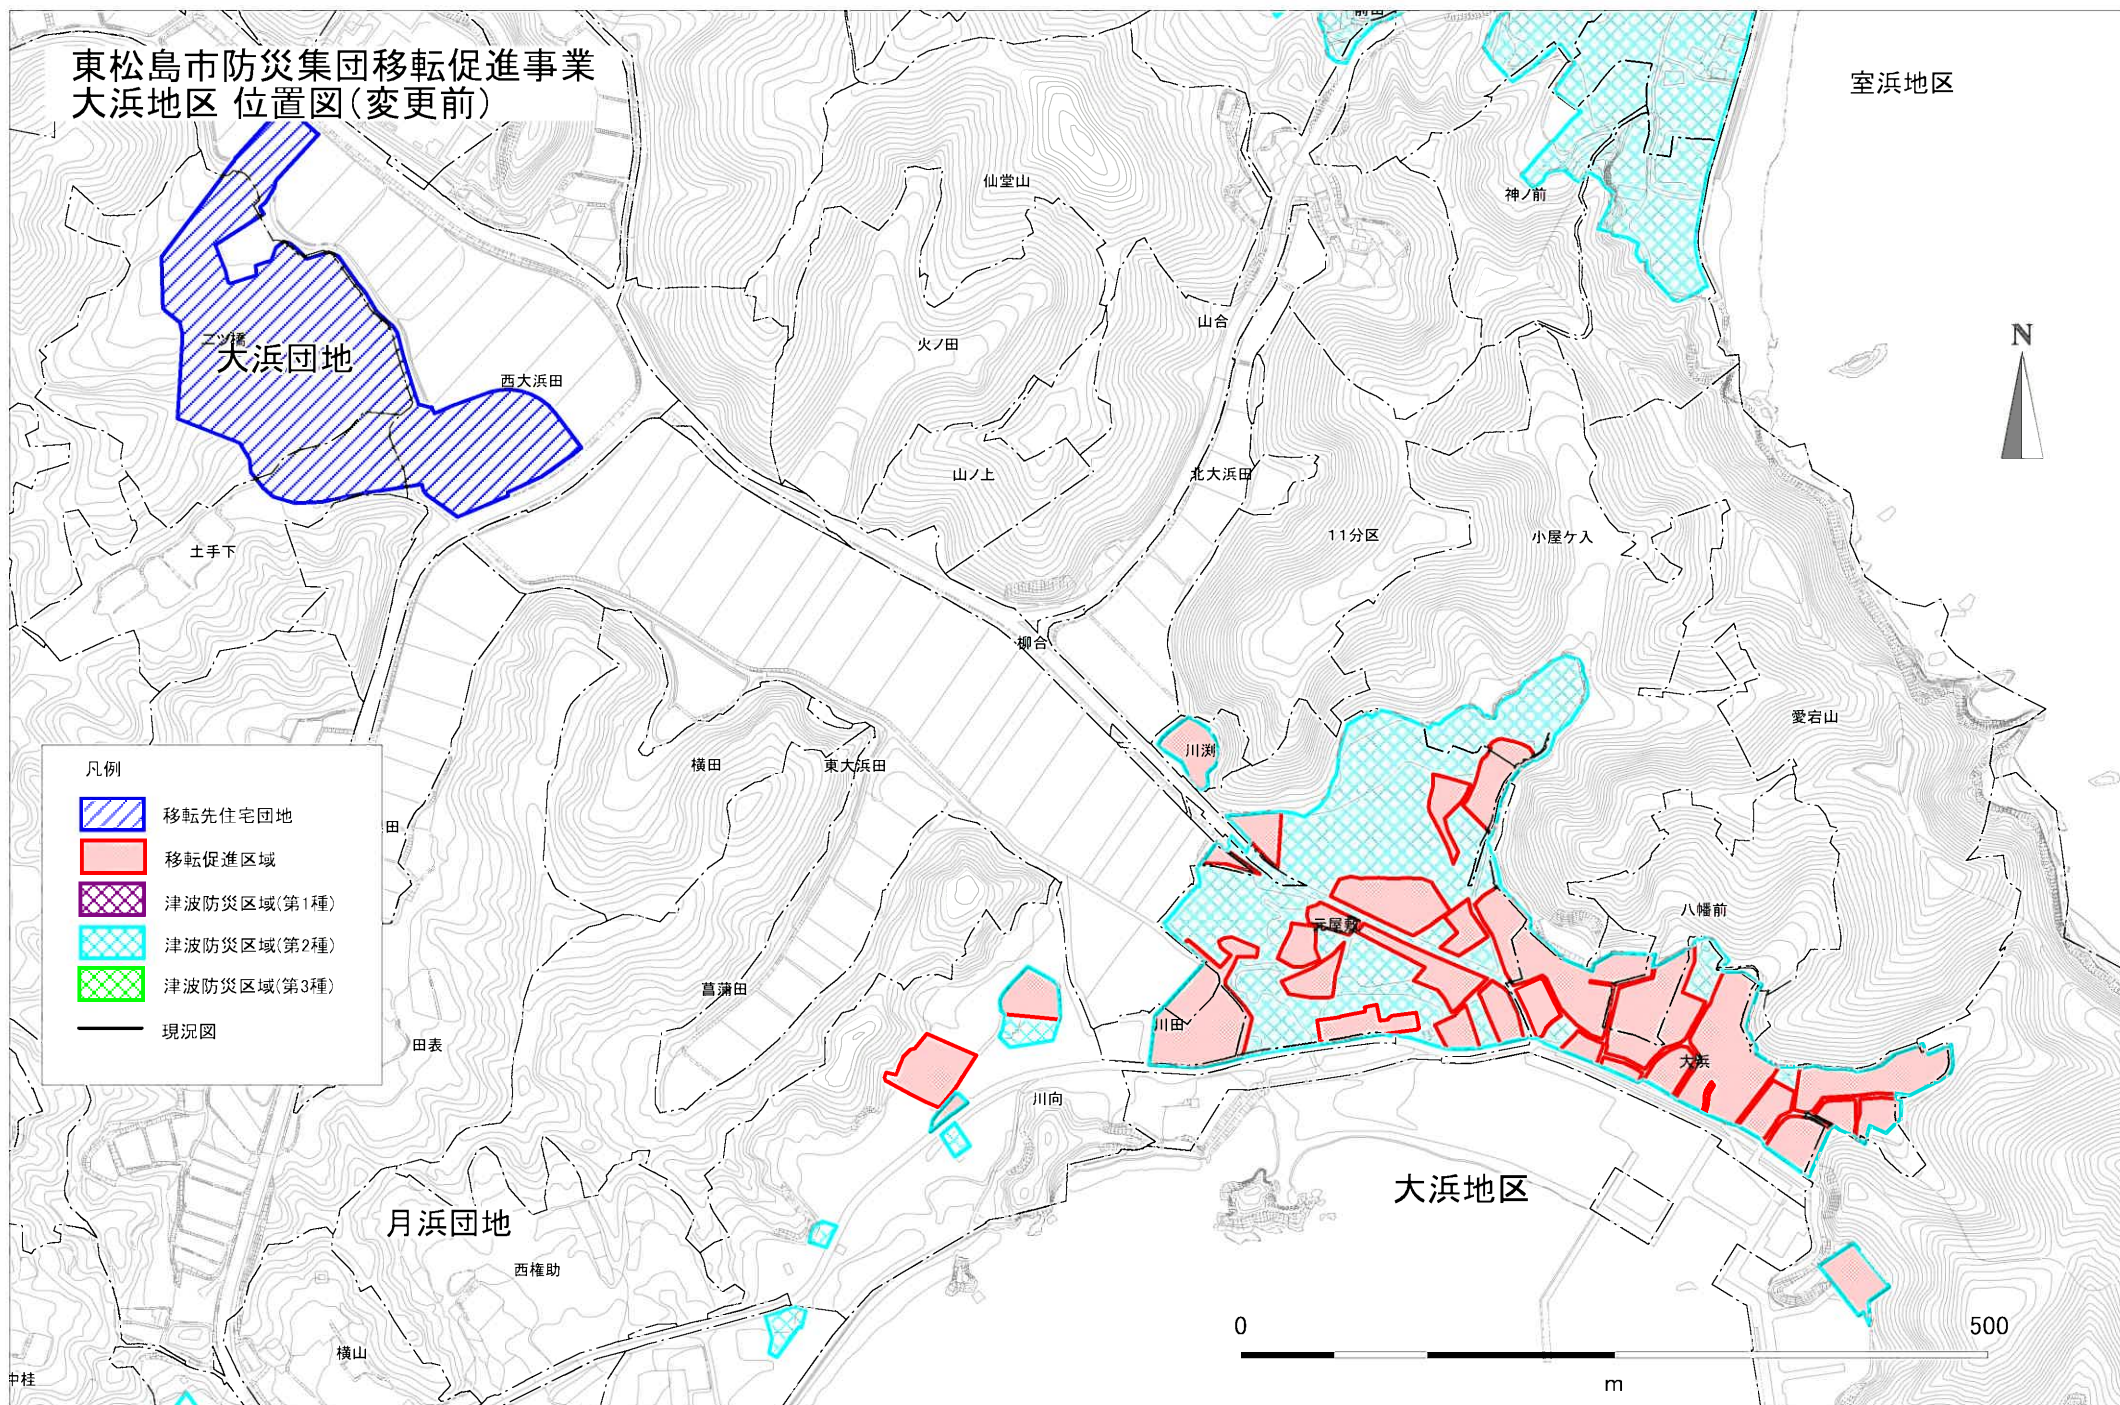 東松島市防災集団移転促進事業
大浜地区 位置図(変更前)
室浜地区
仙堂山
神ノ前
N
山合
火ノ田
二ツ橋
大浜団地
西大浜田
山ノ上
北大浜田
11分区
小屋ケ入
土手下
柳合
愛宕山
川渕
横田
東大浜田
凡例
移転先住宅団地
移転促進区域
津波防災区域(第1種)
津波防災区域(第2種)
津波防災区域(第3種)
現況図
田
八幡前
元屋敷
菖蒲田
川田
田表
大浜
川向
大浜地区
月浜団地
西権助
横山
中桂
0
500
m